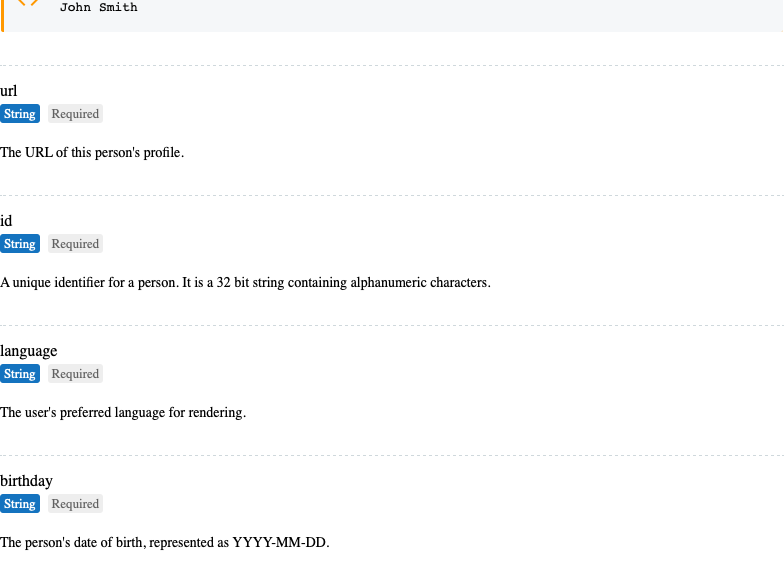 John Smith
url
String Required
The URL of this person's profile.
id
String Required
A unique identifier for a person. It is a 32 bit string containing alphanumeric characters.
language
String Required
The user's preferred language for rendering.
birthday
String Required
The person's date of birth, represented as YYYY-MM-DD.